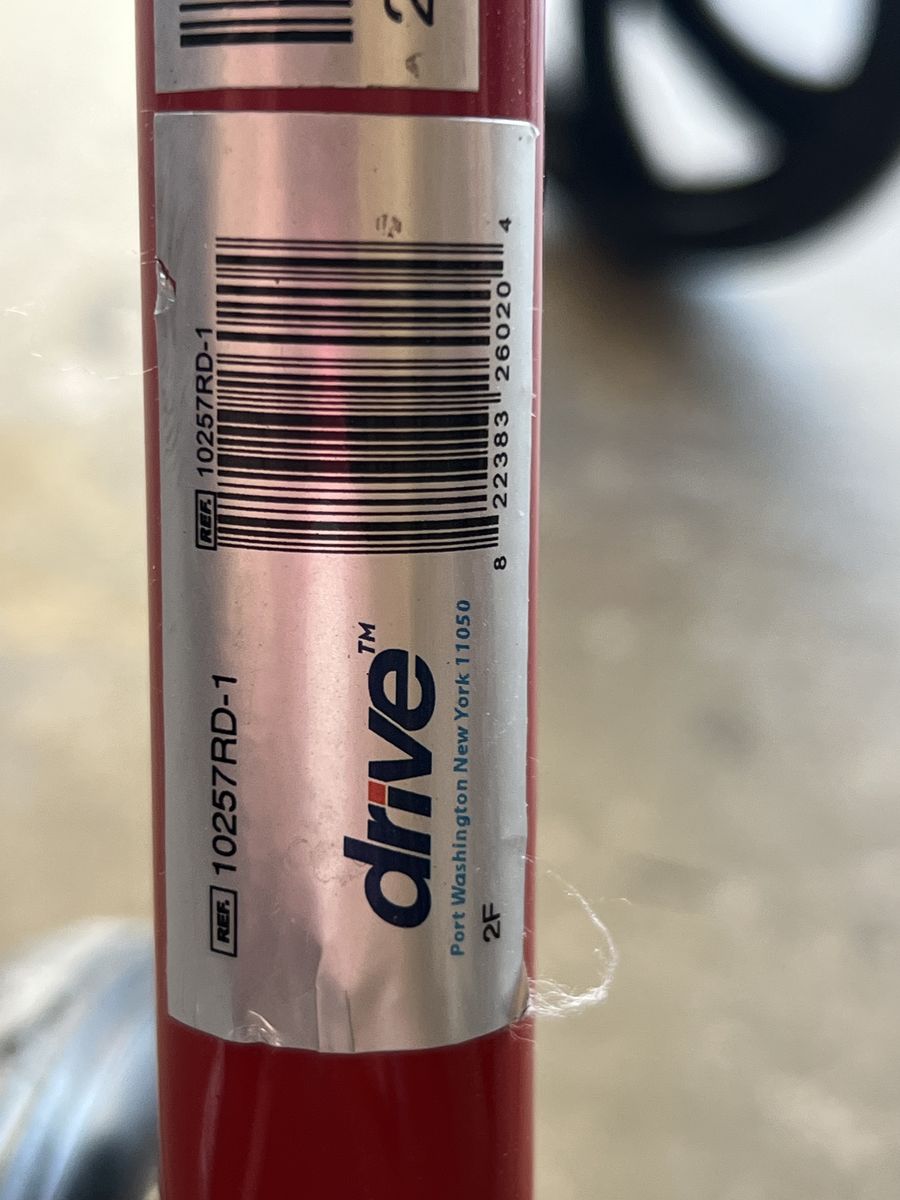 REF. 10257RD-1
8 22383 26020 4
REF. 10257RD-1
drive™
Port Washington New York 11050
2F